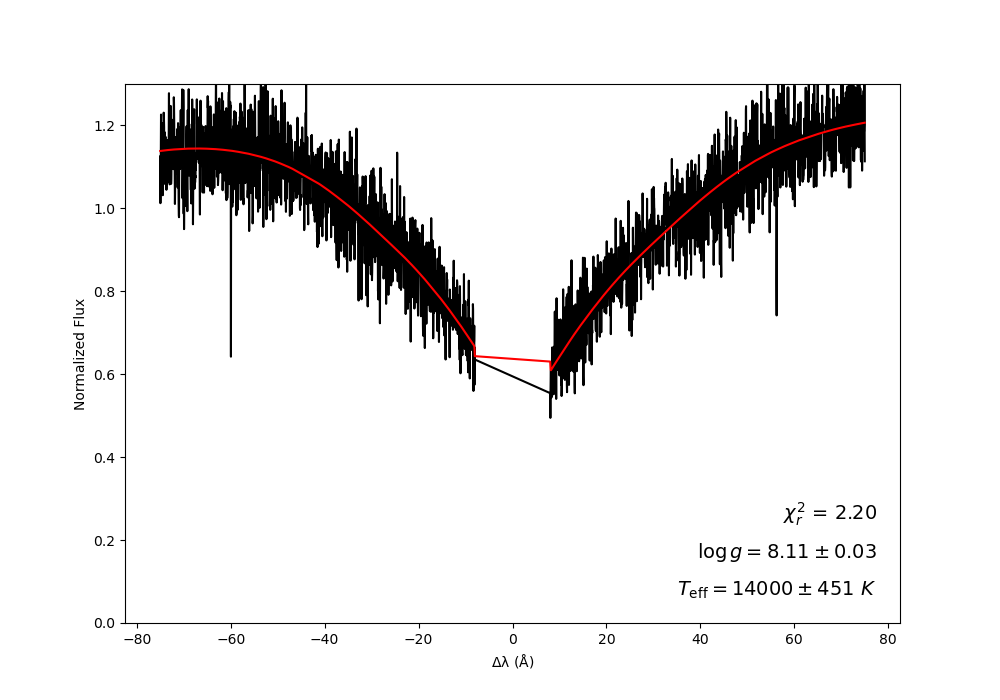 1.2
1.0
0.8
0.6
0.4
0.2
0.0
Normalized Flux
χ²ᵣ = 2.20
log g = 8.11 ± 0.03
T_eff = 14000 ± 451 K
−80 −60 −40 −20 0 20 40 60 80
Δλ (Å)